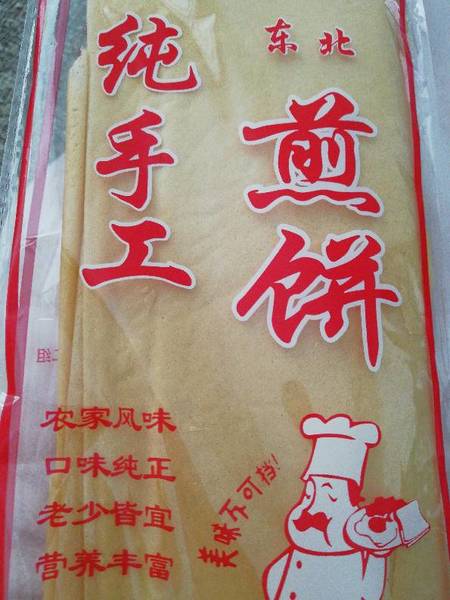 东北
煎饼
纯手工
农家风味
口味纯正
老少皆宜
营养丰富
美味不可挡!